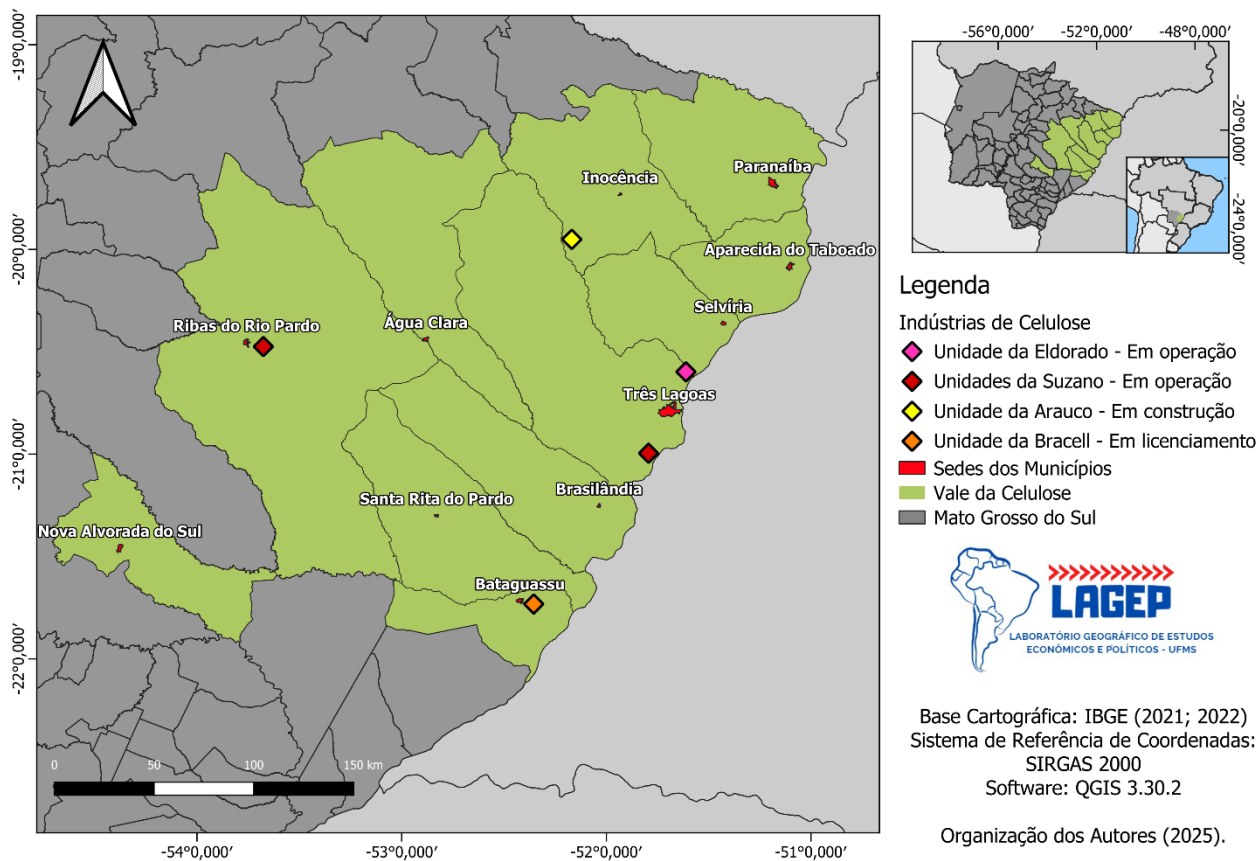 -19°0,000′
-20°0,000′
-21°0,000′
-22°0,000′
-54°0,000′
-53°0,000′
-52°0,000′
-51°0,000′
Paranaíba
Inocência
Aparecida do Taboado
Selvíria
Ribas do Rio Pardo
Água Clara
Três Lagoas
Brasilândia
Santa Rita do Pardo
Nova Alvorada do Sul
Bataguassu
0 50 100 150 km
-56°0,000′ -52°0,000′ -48°0,000′
-20°0,000′
-24°0,000′
Legenda
Indústrias de Celulose
Unidade da Eldorado - Em operação
Unidades da Suzano - Em operação
Unidade da Arauco - Em construção
Unidade da Bracell - Em licenciamento
Sedes dos Municípios
Vale da Celulose
Mato Grosso do Sul
LAGEP
LABORATÓRIO GEOGRÁFICO DE ESTUDOS
ECONÔMICOS E POLÍTICOS - UFMS
Base Cartográfica: IBGE (2021; 2022)
Sistema de Referência de Coordenadas:
SIRGAS 2000
Software: QGIS 3.30.2
Organização dos Autores (2025).